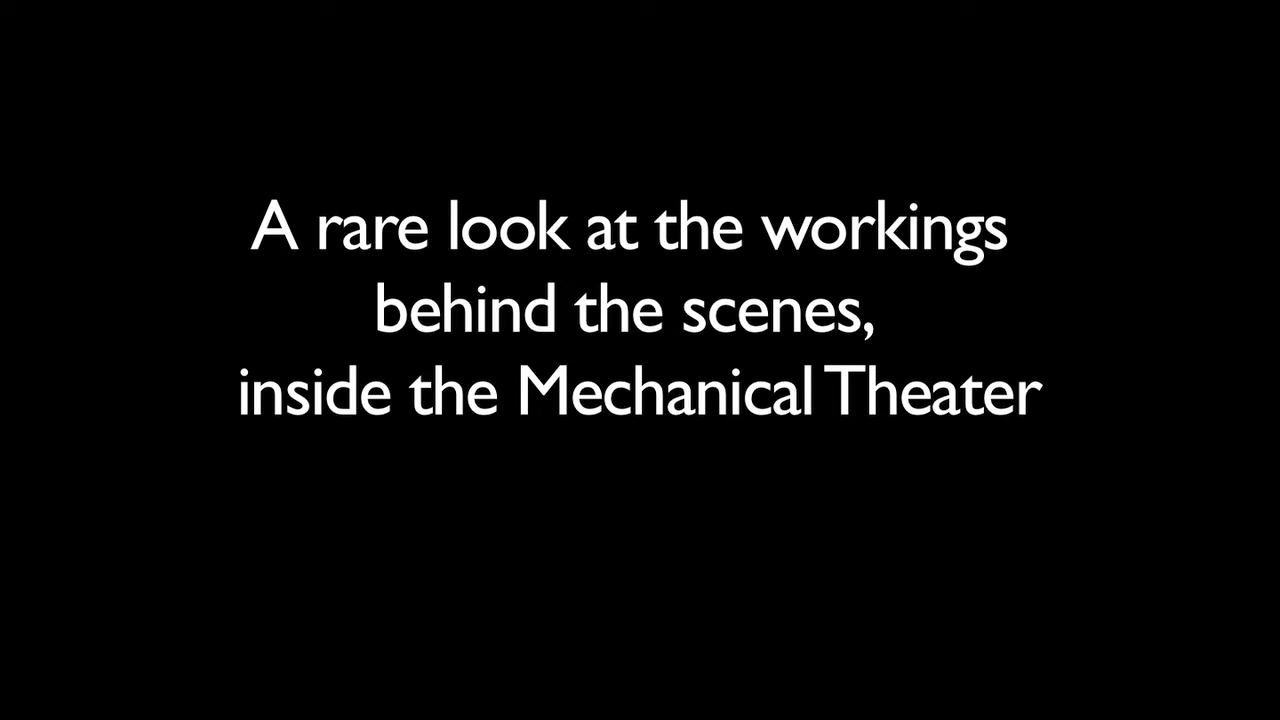 A rare look at the workings
behind the scenes,
inside the Mechanical Theater